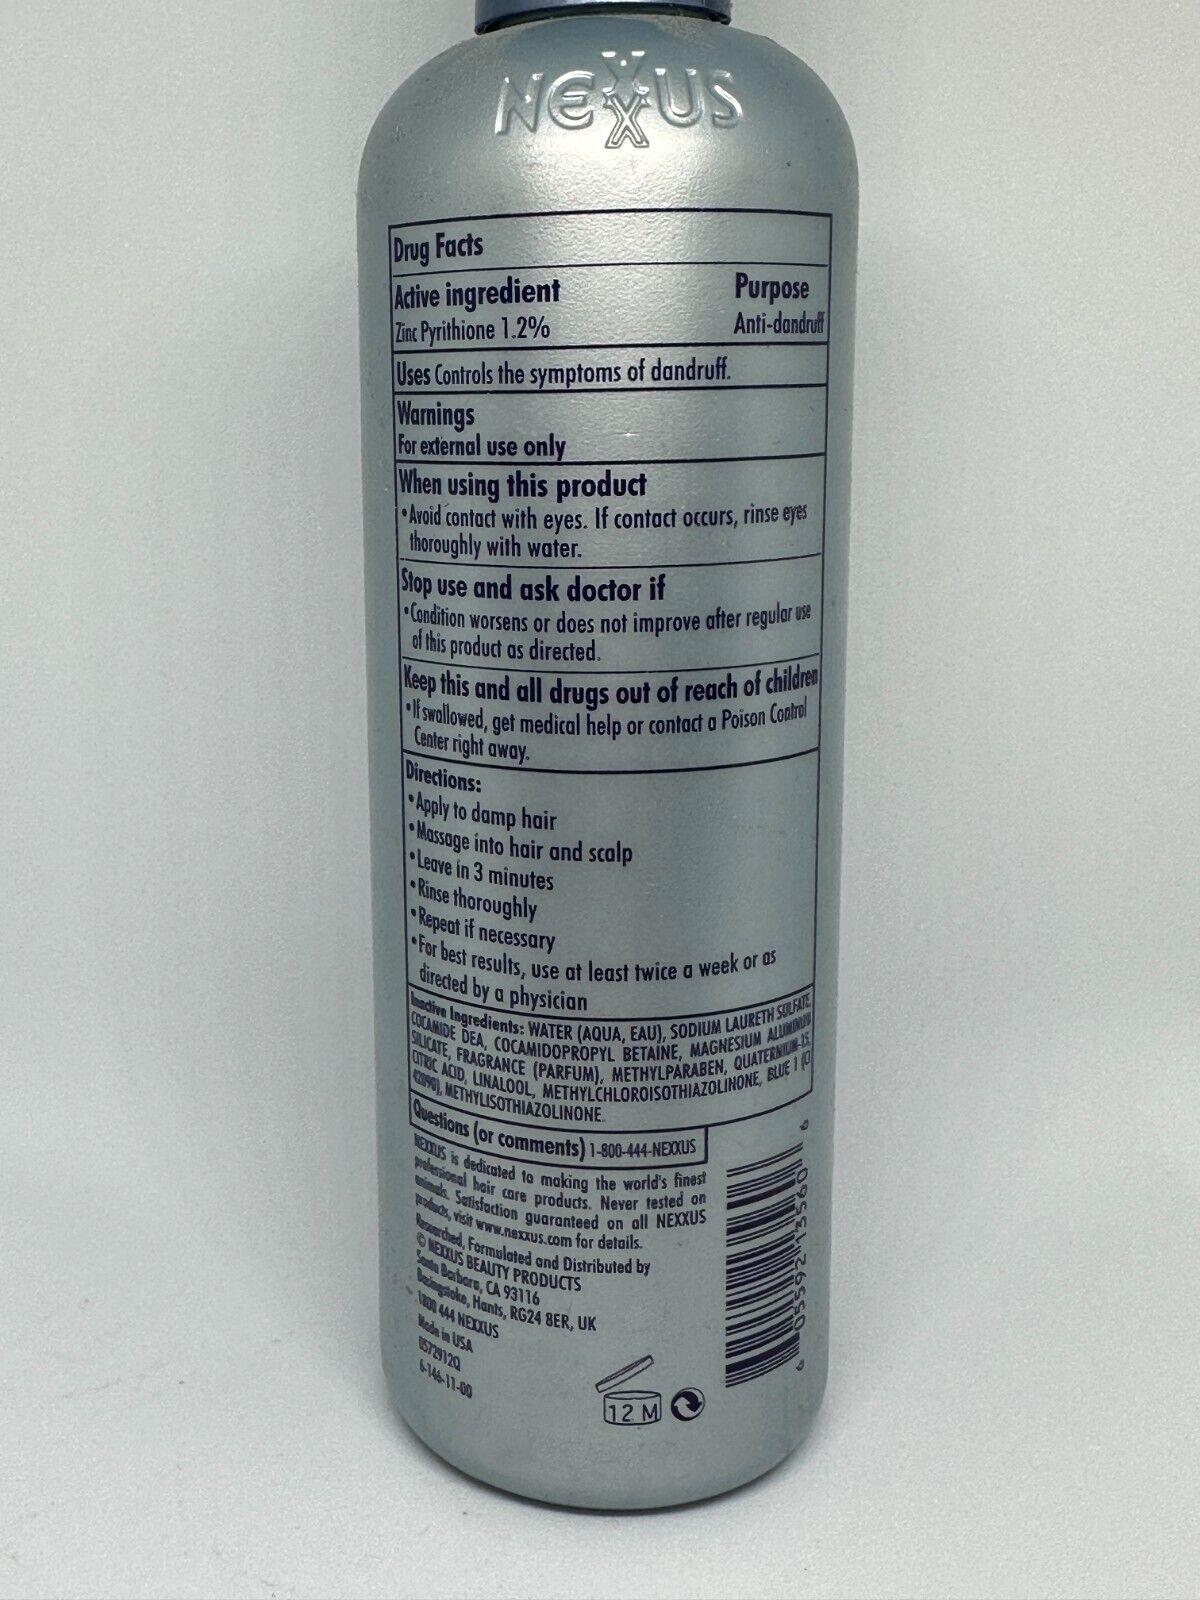 NEXXUS
Drug Facts
Active ingredient Purpose
Zinc Pyrithione 1.2% Anti-dandruff
Uses Controls the symptoms of dandruff.
Warnings
For external use only
When using this product
•Avoid contact with eyes. If contact occurs, rinse eyes
thoroughly with water.
Stop use and ask doctor if
•Condition worsens or does not improve after regular use
of this product as directed.
Keep this and all drugs out of reach of children
•If swallowed, get medical help or contact a Poison Control
Center right away.
Directions:
•Apply to damp hair
•Massage into hair and scalp
•Leave in 3 minutes
•Rinse thoroughly
•Repeat if necessary
•For best results, use at least twice a week or as
directed by a physician
Inactive Ingredients: WATER (AQUA, EAU), SODIUM LAURETH SULFATE,
COCAMIDE DEA, COCAMIDOPROPYL BETAINE, MAGNESIUM ALUMINUM
SILICATE, FRAGRANCE (PARFUM), METHYLPARABEN, QUATERNIUM-15,
CITRIC ACID, LINALOOL, METHYLCHLOROISOTHIAZOLINONE, BLUE 1 (CI
42090), METHYLISOTHIAZOLINONE.
Questions (or comments) 1-800-444-NEXXUS
NEXXUS is dedicated to making the world's finest
professional hair care products. Never tested on
animals. Satisfaction guaranteed on all NEXXUS
products, visit www.nexxus.com for details.
Researched, Formulated and Distributed by
© NEXXUS BEAUTY PRODUCTS
Santa Barbara, CA 93116
Basingstoke, Hants, RG24 8ER, UK
1800 444 NEXXUS
Made in USA
0572912Q
6-146-11-00
12 M
6 05592 13560 6